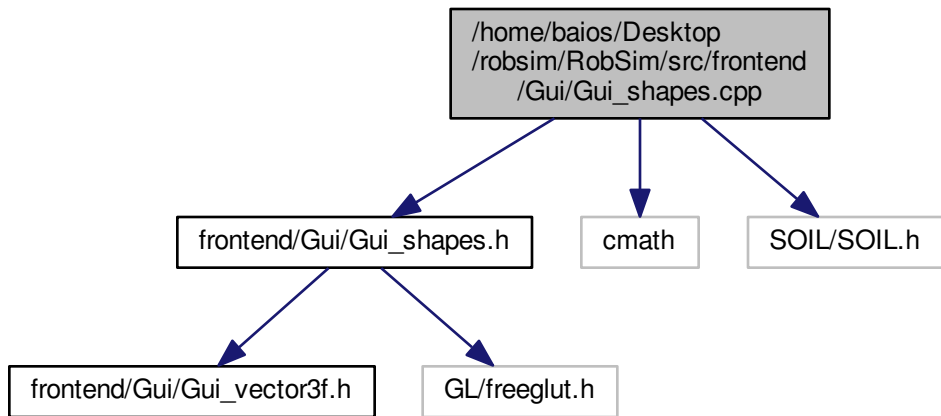 /home/baios/Desktop
/robsim/RobSim/src/frontend
/Gui/Gui_shapes.cpp
frontend/Gui/Gui_shapes.h
cmath
SOIL/SOIL.h
frontend/Gui/Gui_vector3f.h
GL/freeglut.h